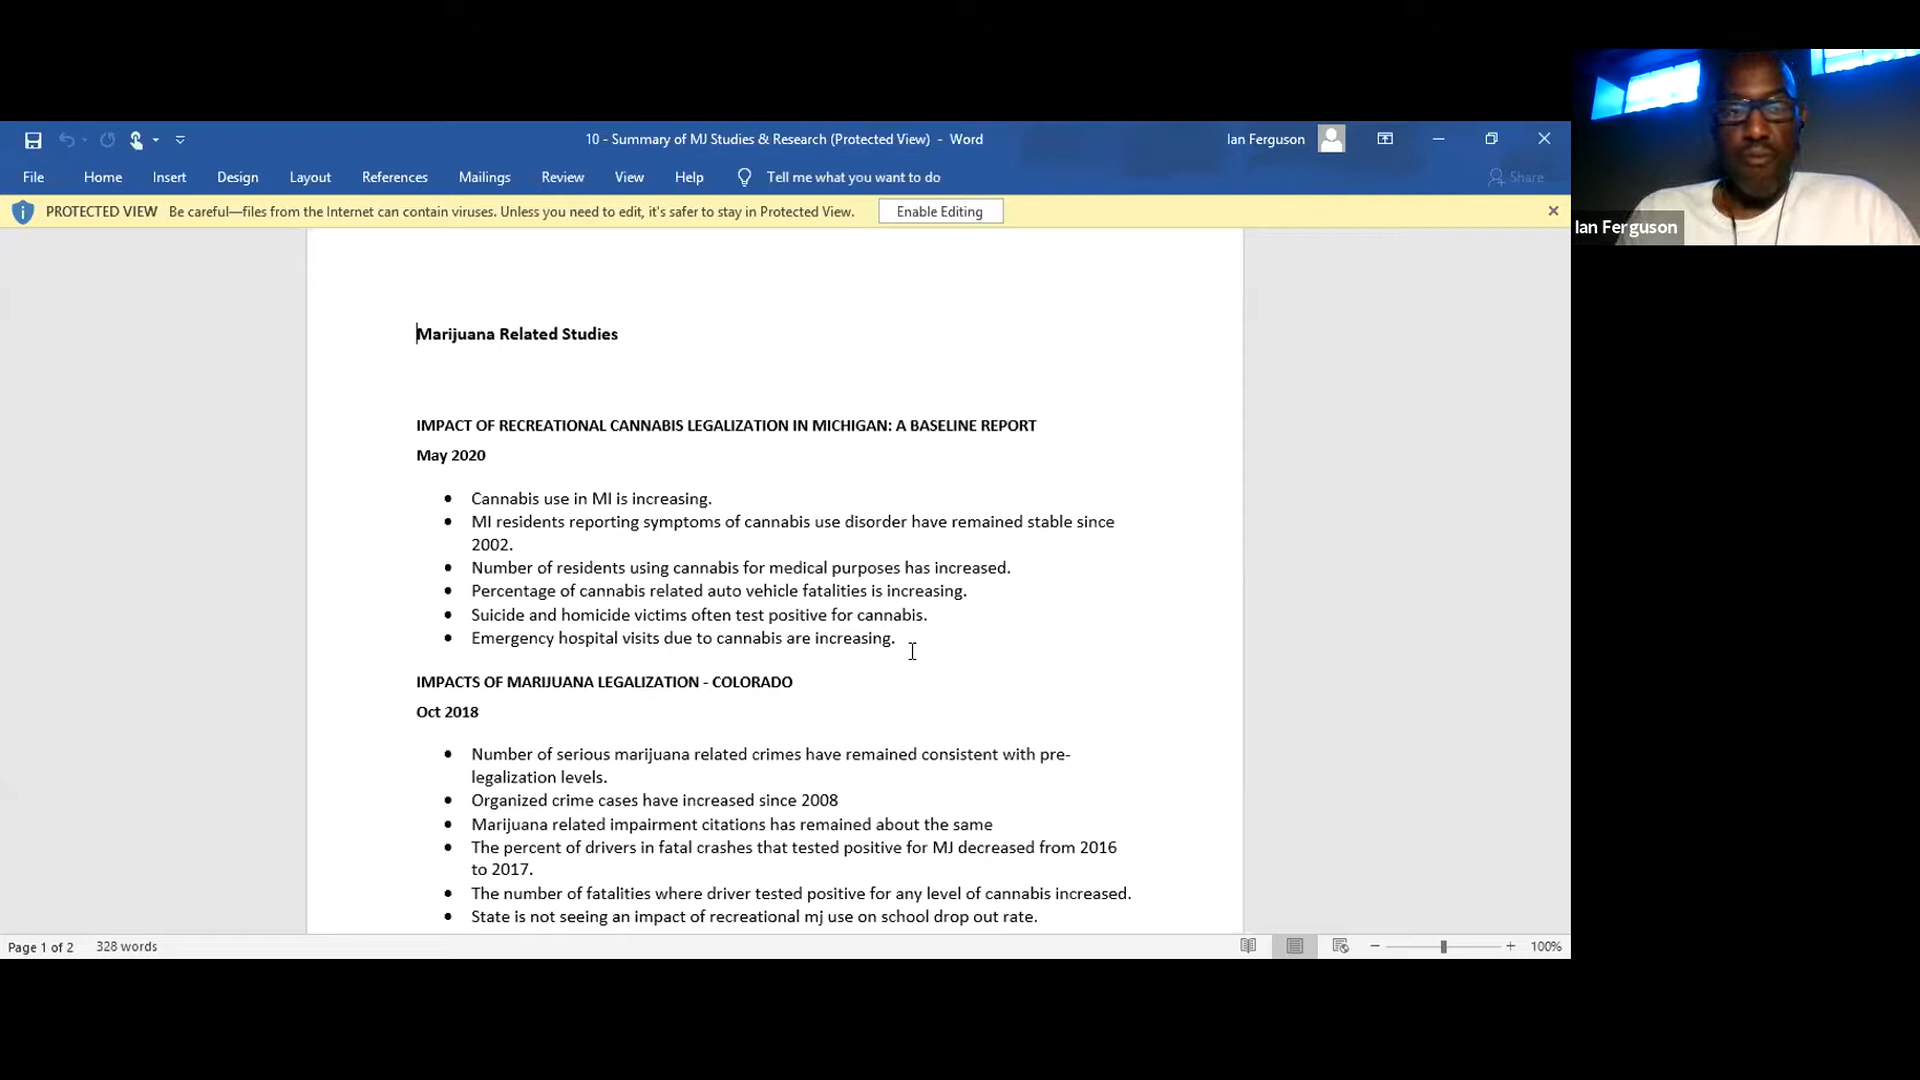 10 - Summary of MJ Studies & Research (Protected View) - Word
Ian Ferguson
File Home Insert Design Layout References Mailings Review View Help Tell me what you want to do Share
PROTECTED VIEW Be careful—files from the Internet can contain viruses. Unless you need to edit, it's safer to stay in Protected View. Enable Editing
Ian Ferguson
Marijuana Related Studies
IMPACT OF RECREATIONAL CANNABIS LEGALIZATION IN MICHIGAN: A BASELINE REPORT
May 2020
• Cannabis use in MI is increasing.
• MI residents reporting symptoms of cannabis use disorder have remained stable since
2002.
• Number of residents using cannabis for medical purposes has increased.
• Percentage of cannabis related auto vehicle fatalities is increasing.
• Suicide and homicide victims often test positive for cannabis.
• Emergency hospital visits due to cannabis are increasing.
IMPACTS OF MARIJUANA LEGALIZATION - COLORADO
Oct 2018
• Number of serious marijuana related crimes have remained consistent with pre-
legalization levels.
• Organized crime cases have increased since 2008
• Marijuana related impairment citations has remained about the same
• The percent of drivers in fatal crashes that tested positive for MJ decreased from 2016
to 2017.
• The number of fatalities where driver tested positive for any level of cannabis increased.
• State is not seeing an impact of recreational mj use on school drop out rate.
Page 1 of 2 328 words 100%